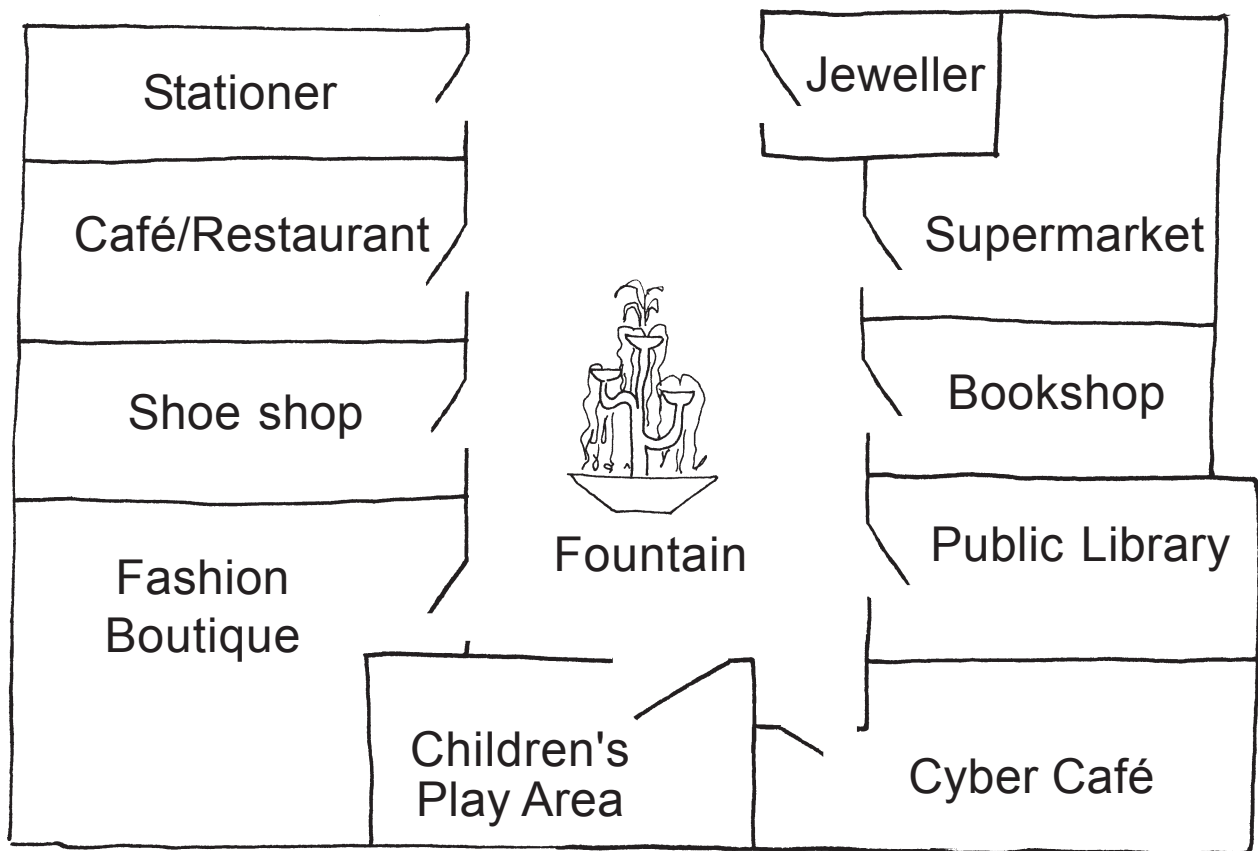 Stationer
Jeweller
Café/Restaurant
Supermarket
Shoe shop
Bookshop
Fountain
Public Library
Fashion
Boutique
Children's
Play Area
Cyber Café